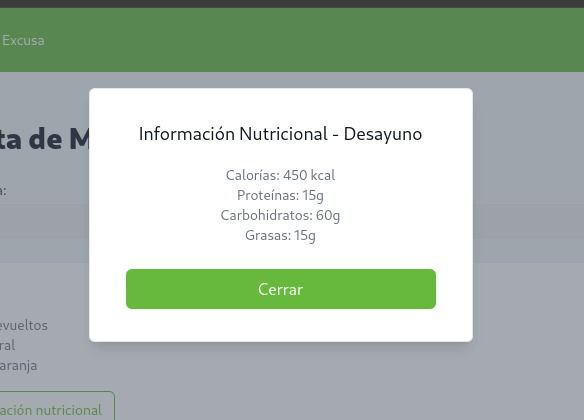 Excusa
ta de M
a:
Información Nutricional - Desayuno
Calorías: 450 kcal
Proteínas: 15g
Carbohidratos: 60g
Grasas: 15g
Cerrar
evueltos
ral
aranja
ación nutricional